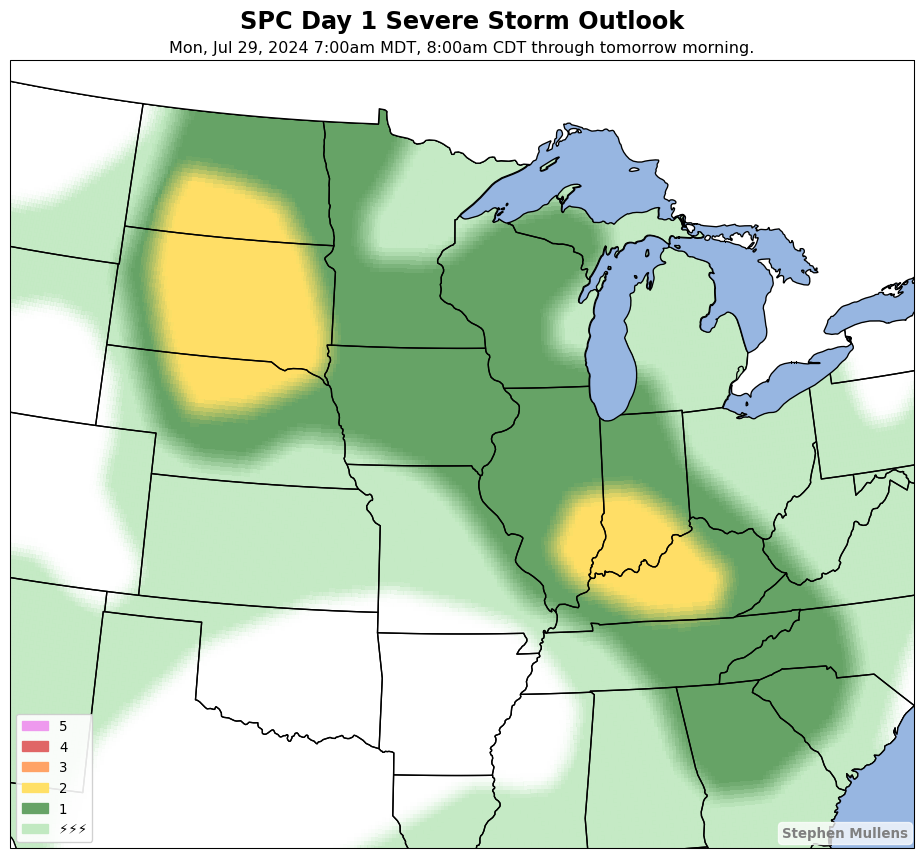 SPC Day 1 Severe Storm Outlook
Mon, Jul 29, 2024 7:00am MDT, 8:00am CDT through tomorrow morning.
5
4
3
2
1
⚡⚡⚡
Stephen Mullens